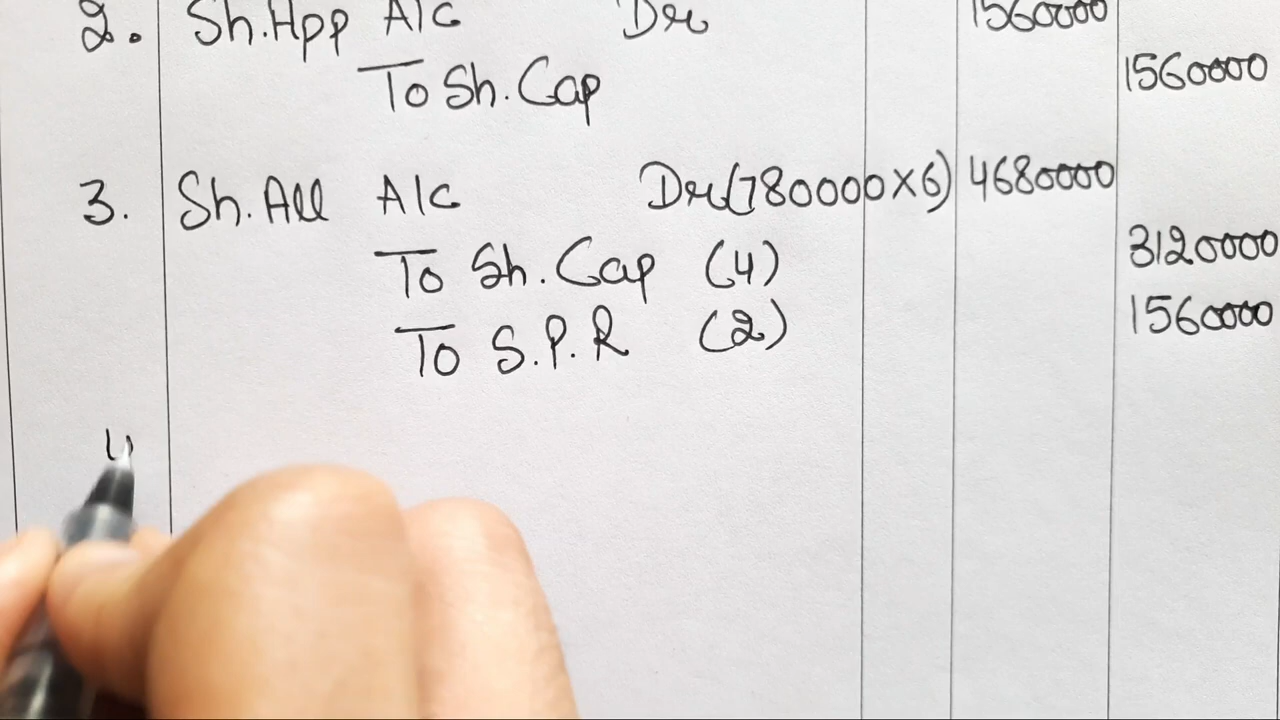 2. Sh.App A/c Dr 1560000
To Sh.Cap 1560000
3. Sh.All A/c Dr (780000×6) 4680000
To Sh.Cap (4) 3120000
To S.P.R (2) 1560000